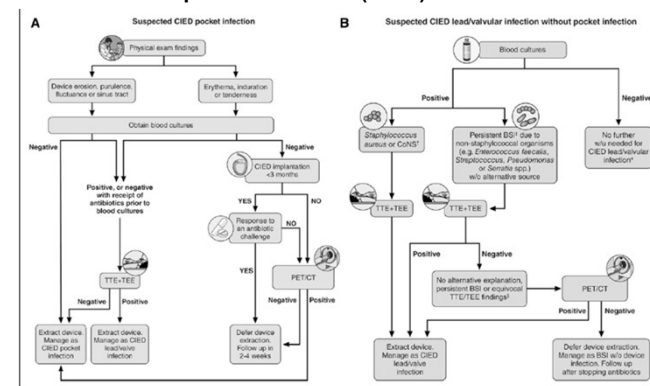 A
Suspected CIED pocket infection
Physical exam findings
Device erosion, purulence,
fluctuance or sinus tract
Erythema, induration
or tenderness
Obtain blood cultures
Negative
Negative
Positive, or negative
with receipt of
antibiotics prior to
blood cultures
CIED implantation
<3 months
YES
NO
Response to
an antibiotic
challenge
NO
YES
TTE+TEE
PET/CT
Negative
Positive
Negative
Positive
Extract device.
Manage as
CIED pocket
infection
Extract device.
Manage as CIED
lead/valve
infection
Defer device
extraction.
Follow up in
2-4 weeks
B
Suspected CIED lead/valvular infection without pocket infection
Blood cultures
Positive
Negative
Staphylococcus
aureus or CoNS†
Persistent BSI‡ due to
non-staphylococcal organisms
(e.g. Enterococcus faecalis,
Streptococcus, Pseudomonas
or Serratia spp.)
w/o alternative source
No further
w/u needed for
CIED lead/valvular
infection*
TTE+TEE
TTE+TEE
Positive
Negative
No alternative explanation,
persistent BSI or equivocal
TTE/TEE findings
PET/CT
Positive
Negative
Extract device.
Manage as CIED
lead/valve
infection
Defer device extraction.
Manage as BSI w/o device
infection. Follow up
after stopping antibiotics